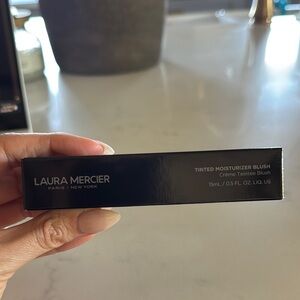 LAURA MERCIER
PARIS / NEW YORK
TINTED MOISTURIZER BLUSH
Crème Teintée Blush
15mL / 0.5 FL. OZ. LIQ. US